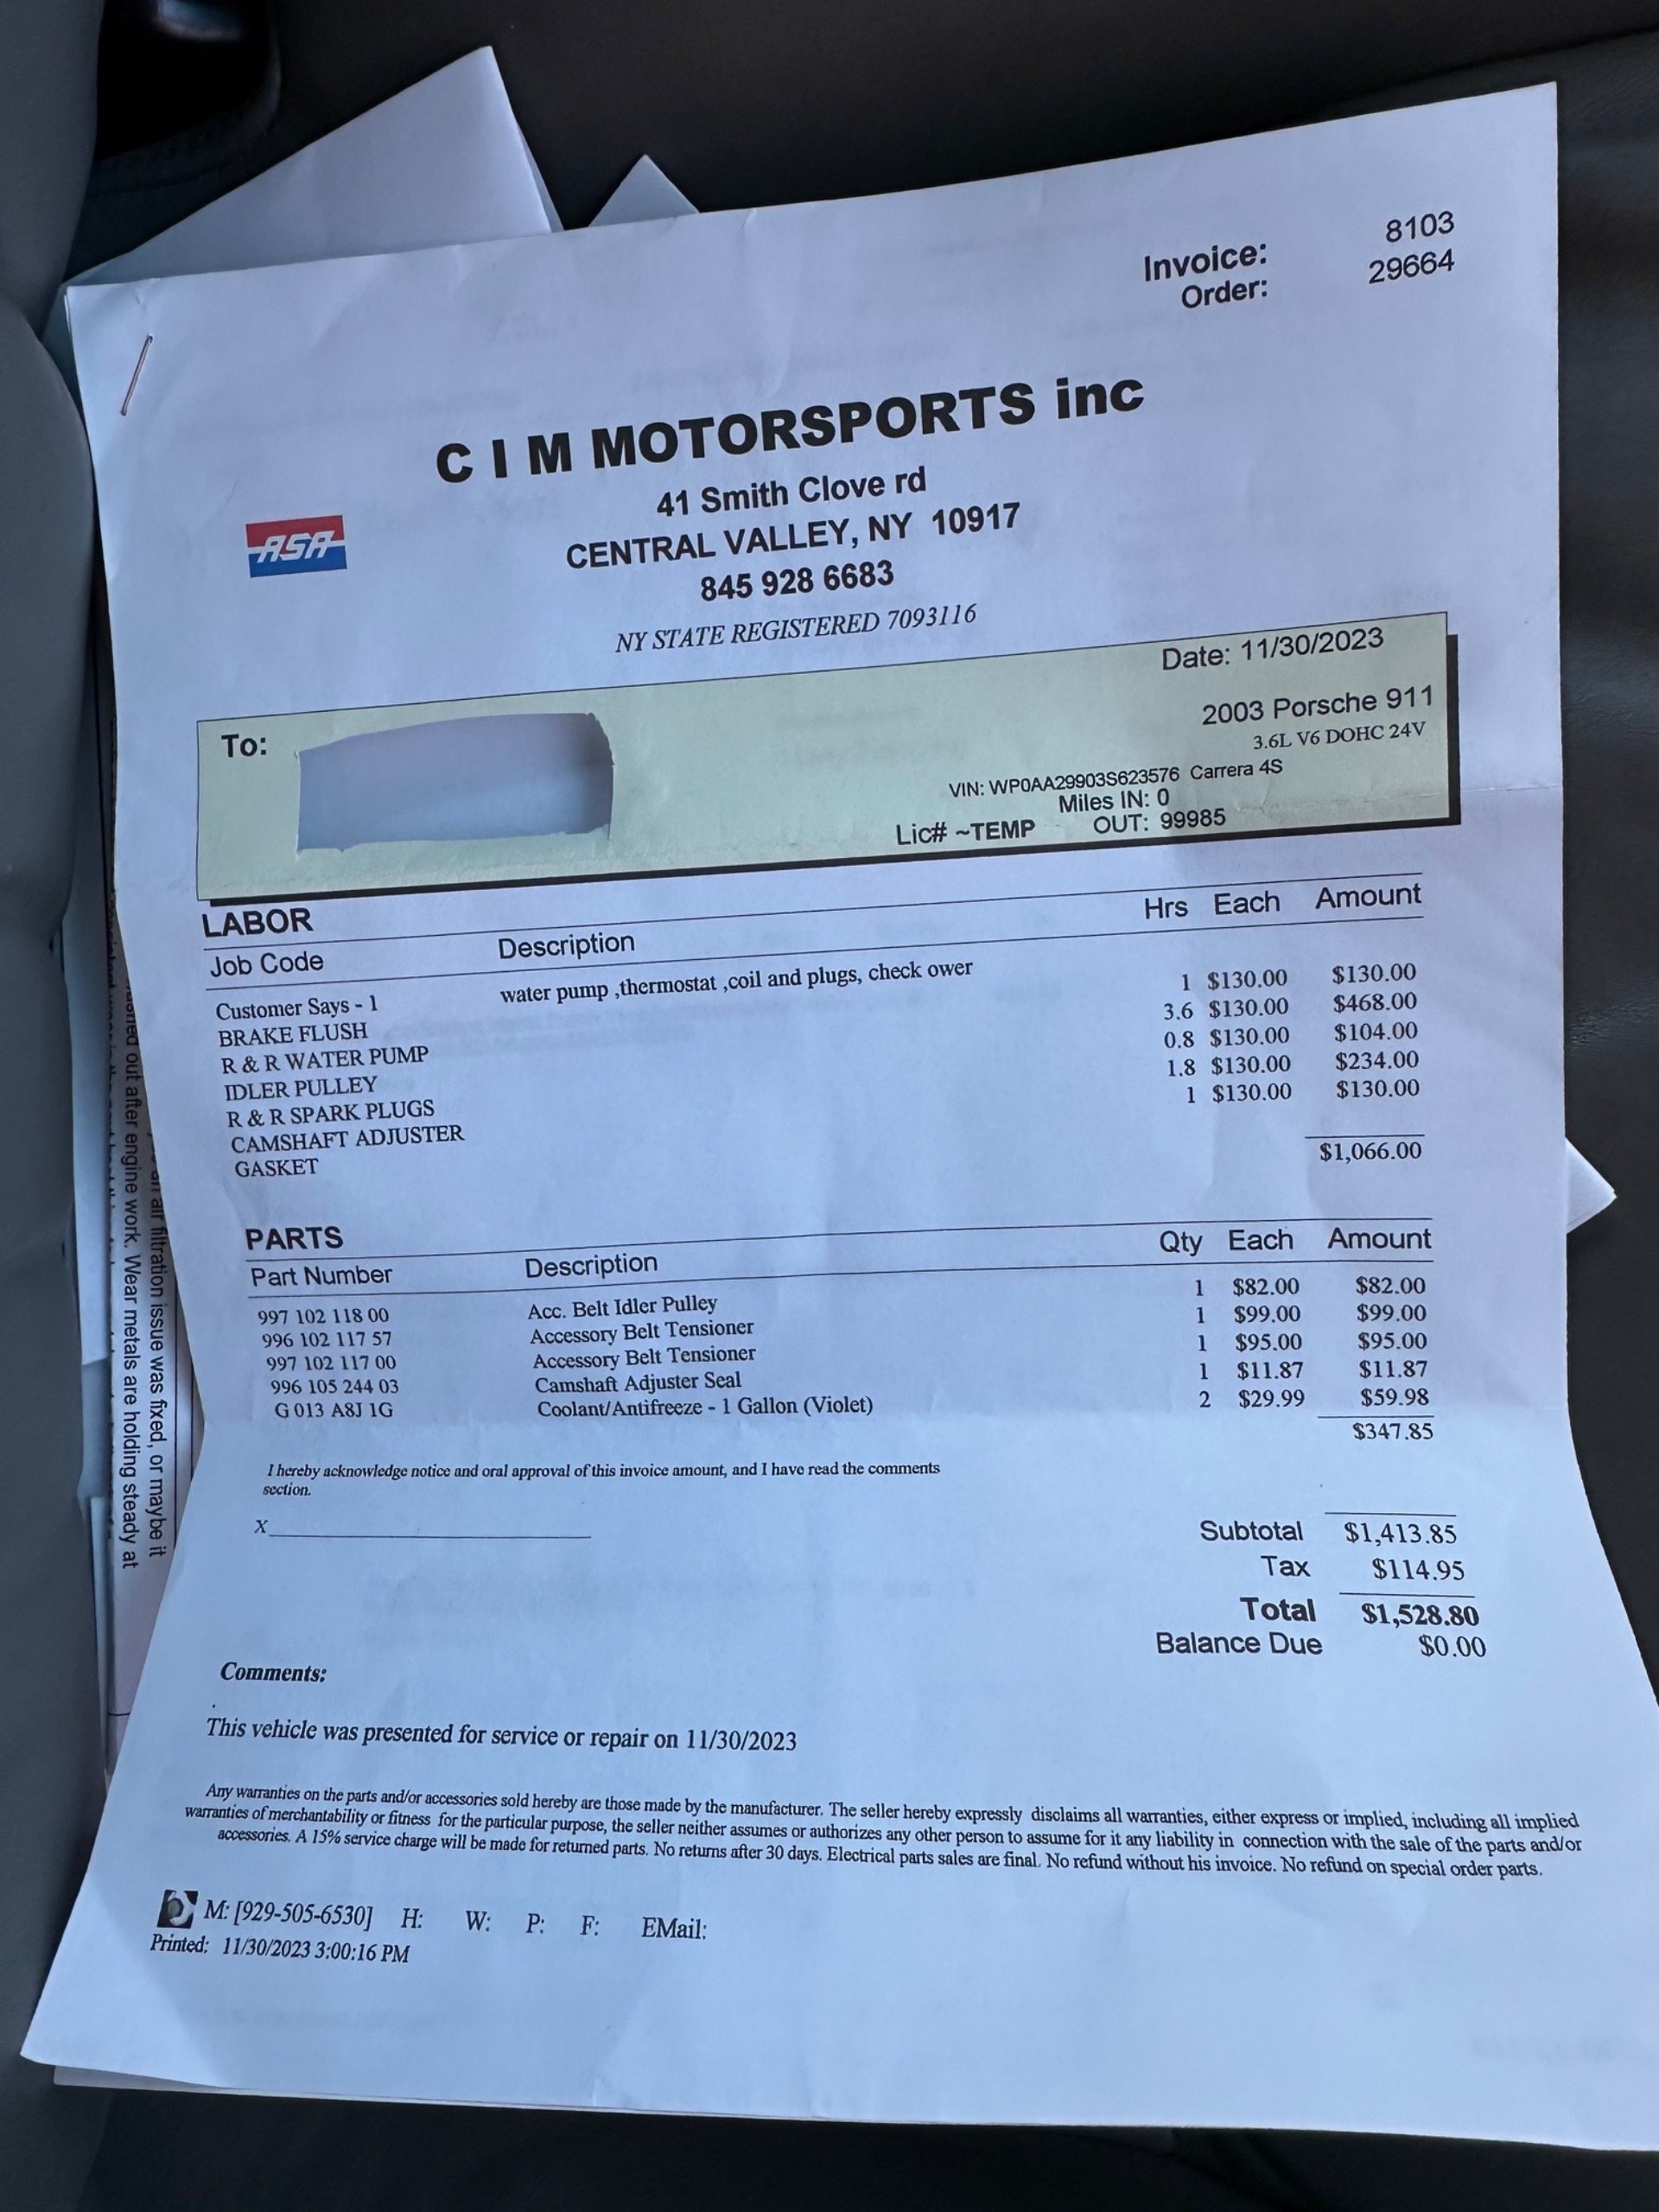 Invoice: 8103
Order: 29664
C I M MOTORSPORTS inc
ASA
41 Smith Clove rd
CENTRAL VALLEY, NY 10917
845 928 6683
NY STATE REGISTERED 7093116
Date: 11/30/2023
To:
2003 Porsche 911
3.6L V6 DOHC 24V
VIN: WP0AA29903S623576 Carrera 4S
Miles IN: 0
Lic# ~TEMP OUT: 99985
LABOR
Job Code Description Hrs Each Amount
Customer Says - 1 water pump ,thermostat ,coil and plugs, check ower
BRAKE FLUSH 1 $130.00 $130.00
R & R WATER PUMP 3.6 $130.00 $468.00
IDLER PULLEY 0.8 $130.00 $104.00
R & R SPARK PLUGS 1.8 $130.00 $234.00
CAMSHAFT ADJUSTER 1 $130.00 $130.00
GASKET
$1,066.00
PARTS
Part Number Description Qty Each Amount
997 102 118 00 Acc. Belt Idler Pulley 1 $82.00 $82.00
996 102 117 57 Accessory Belt Tensioner 1 $99.00 $99.00
997 102 117 00 Accessory Belt Tensioner 1 $95.00 $95.00
996 105 244 03 Camshaft Adjuster Seal 1 $11.87 $11.87
G 013 A8J 1G Coolant/Antifreeze - 1 Gallon (Violet) 2 $29.99 $59.98
$347.85
I hereby acknowledge notice and oral approval of this invoice amount, and I have read the comments
section.
X
Subtotal $1,413.85
Tax $114.95
Total $1,528.80
Balance Due $0.00
Comments:
.
This vehicle was presented for service or repair on 11/30/2023
Any warranties on the parts and/or accessories sold hereby are those made by the manufacturer. The seller hereby expressly disclaims all warranties, either express or implied, including all implied
warranties of merchantability or fitness for the particular purpose, the seller neither assumes or authorizes any other person to assume for it any liability in connection with the sale of the parts and/or
accessories. A 15% service charge will be made for returned parts. No returns after 30 days. Electrical parts sales are final. No refund without his invoice. No refund on special order parts.
M: [929-505-6530] H: W: P: F: EMail:
Printed: 11/30/2023 3:00:16 PM
air filtration issue was fixed, or maybe it
out after engine work. Wear metals are holding steady at